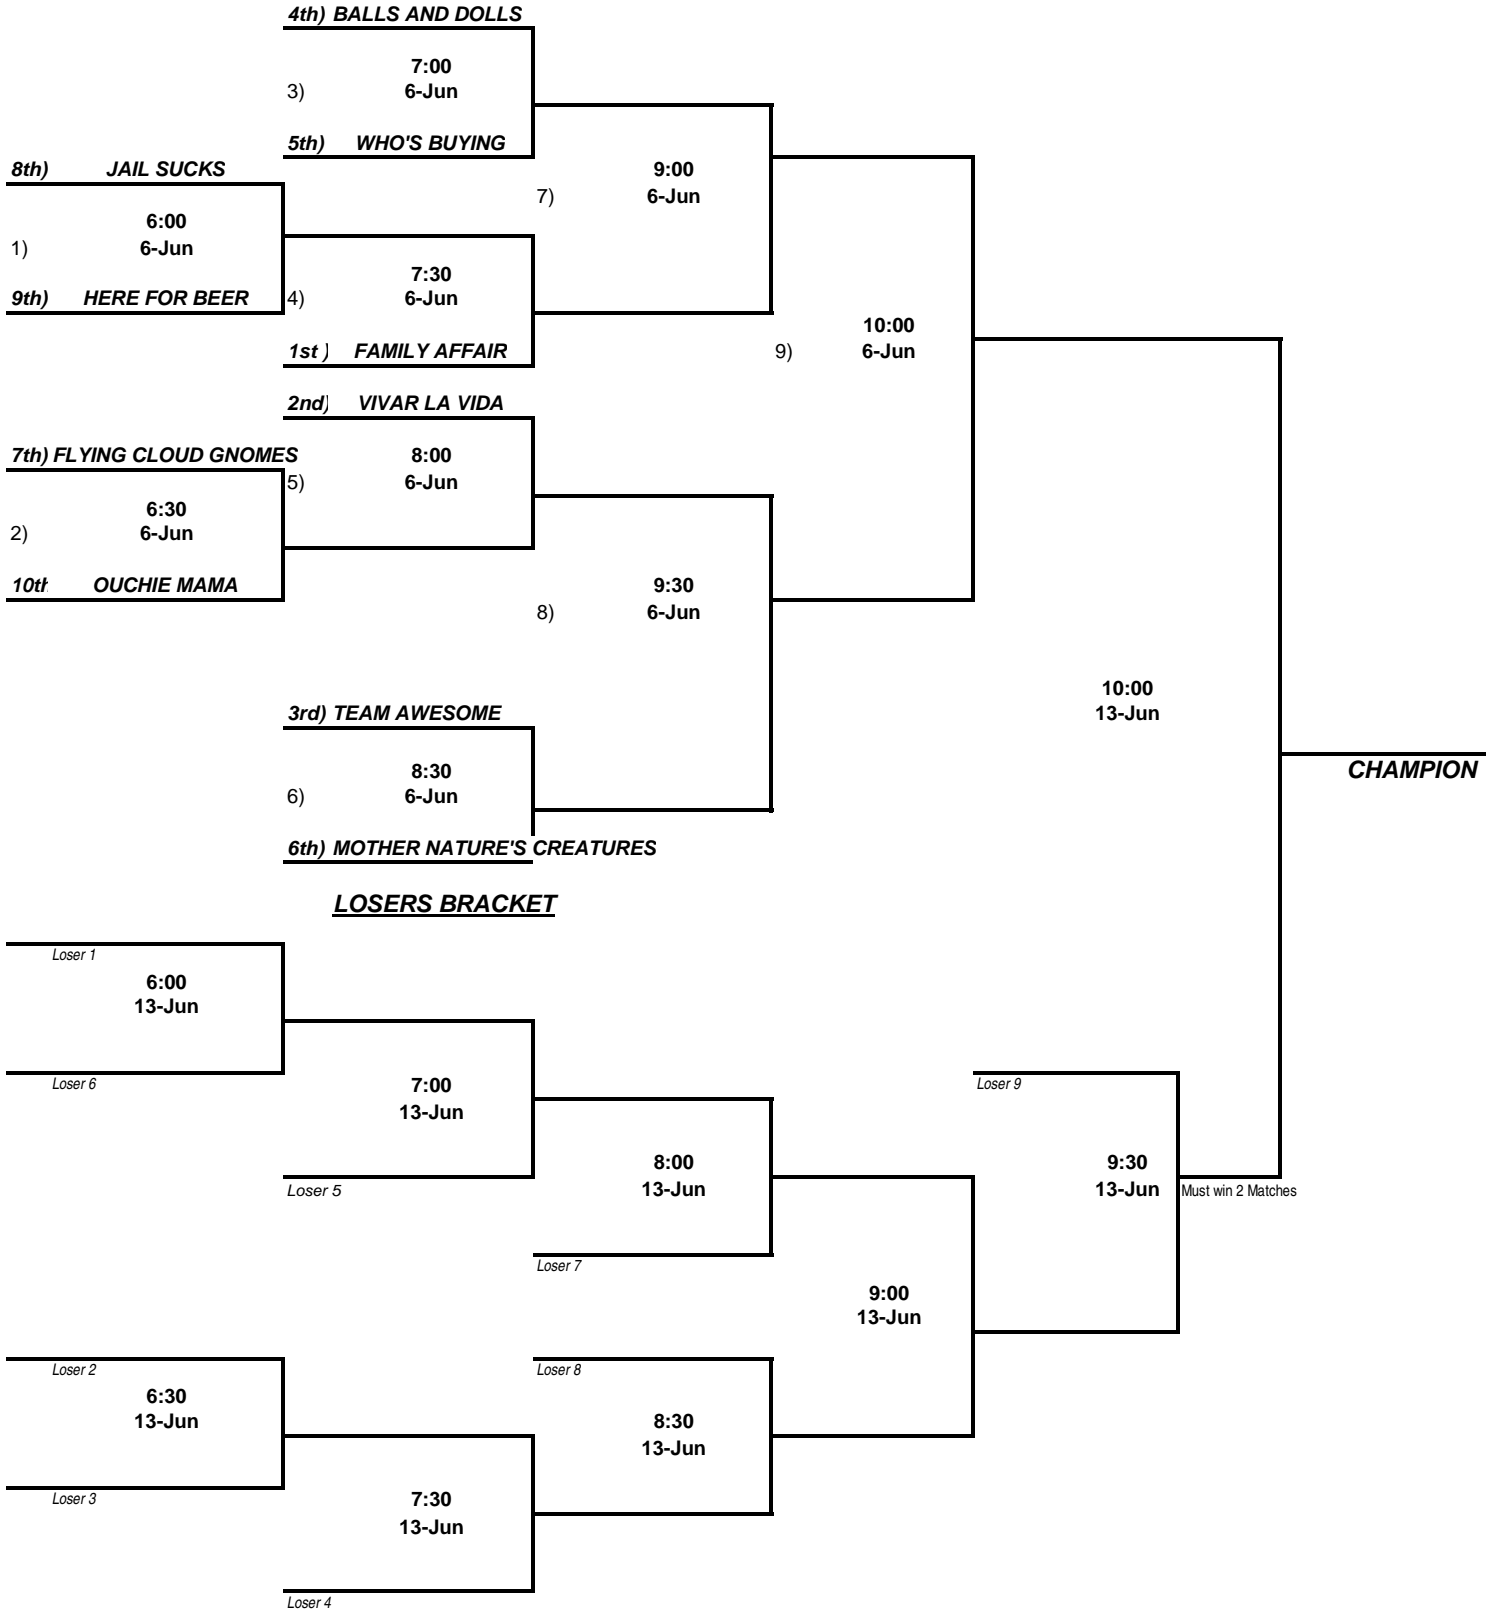 4th) BALLS AND DOLLS
7:00
3) 6-Jun
5th) WHO'S BUYING
8th) JAIL SUCKS
9:00
7) 6-Jun
6:00
1) 6-Jun
7:30
9th) HERE FOR BEER
4) 6-Jun
10:00
1st ) FAMILY AFFAIR
9) 6-Jun
2nd) VIVAR LA VIDA
7th) FLYING CLOUD GNOMES
8:00
5) 6-Jun
6:30
2) 6-Jun
10th OUCHIE MAMA
9:30
8) 6-Jun
10:00
13-Jun
3rd) TEAM AWESOME
CHAMPION
8:30
6) 6-Jun
6th) MOTHER NATURE'S CREATURES
LOSERS BRACKET
Loser 1
6:00
13-Jun
Loser 6
7:00
13-Jun
Loser 9
Loser 5
8:00
13-Jun
9:30
13-Jun Must win 2 Matches
Loser 7
9:00
13-Jun
Loser 2
Loser 8
6:30
13-Jun
8:30
13-Jun
Loser 3
7:30
13-Jun
Loser 4